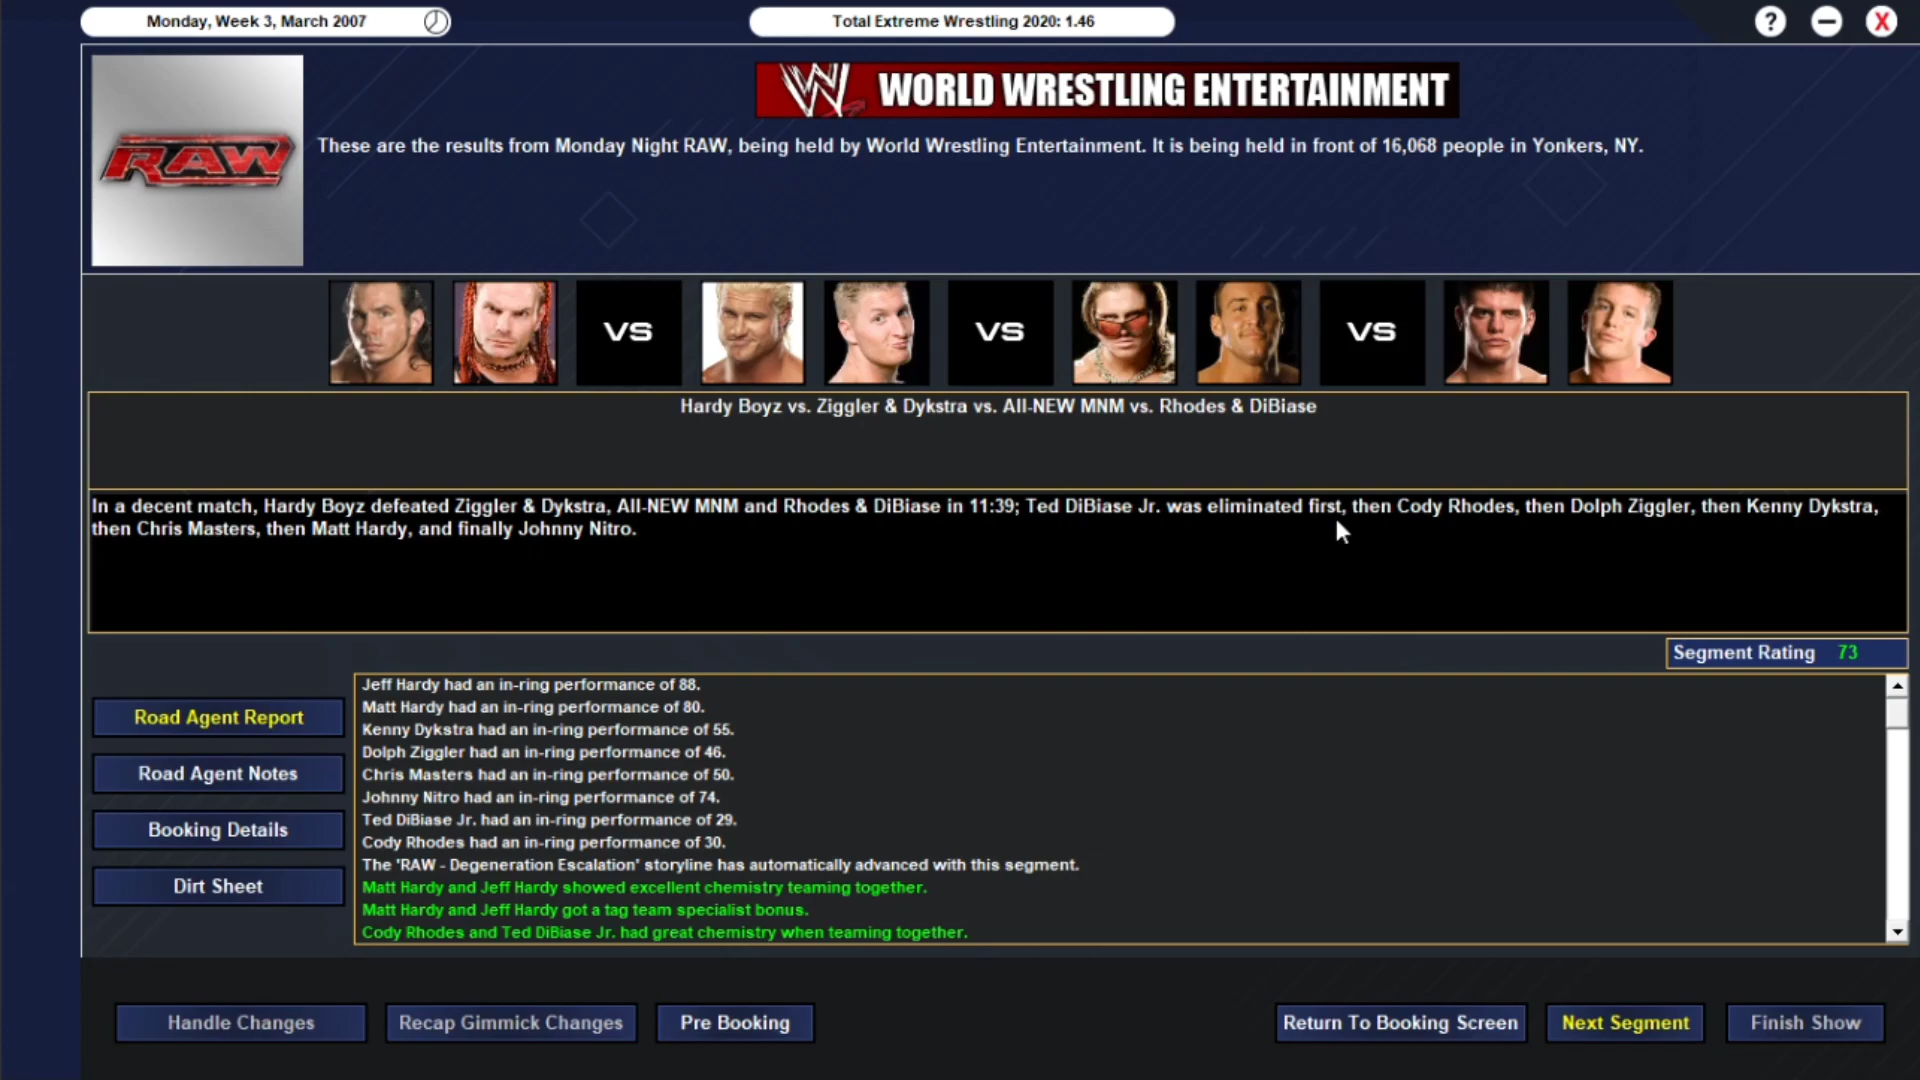 Monday, Week 3, March 2007
Total Extreme Wrestling 2020: 1.46
?
X
RAW
W WORLD WRESTLING ENTERTAINMENT
These are the results from Monday Night RAW, being held by World Wrestling Entertainment. It is being held in front of 16,068 people in Yonkers, NY.
VS
VS
VS
Hardy Boyz vs. Ziggler & Dykstra vs. All-NEW MNM vs. Rhodes & DiBiase
In a decent match, Hardy Boyz defeated Ziggler & Dykstra, All-NEW MNM and Rhodes & DiBiase in 11:39; Ted DiBiase Jr. was eliminated first, then Cody Rhodes, then Dolph Ziggler, then Kenny Dykstra,
then Chris Masters, then Matt Hardy, and finally Johnny Nitro.
Segment Rating 73
Road Agent Report
Road Agent Notes
Booking Details
Dirt Sheet
Jeff Hardy had an in-ring performance of 88.
Matt Hardy had an in-ring performance of 80.
Kenny Dykstra had an in-ring performance of 55.
Dolph Ziggler had an in-ring performance of 46.
Chris Masters had an in-ring performance of 50.
Johnny Nitro had an in-ring performance of 74.
Ted DiBiase Jr. had an in-ring performance of 29.
Cody Rhodes had an in-ring performance of 30.
The 'RAW - Degeneration Escalation' storyline has automatically advanced with this segment.
Matt Hardy and Jeff Hardy showed excellent chemistry teaming together.
Matt Hardy and Jeff Hardy got a tag team specialist bonus.
Cody Rhodes and Ted DiBiase Jr. had great chemistry when teaming together.
Handle Changes
Recap Gimmick Changes
Pre Booking
Return To Booking Screen
Next Segment
Finish Show